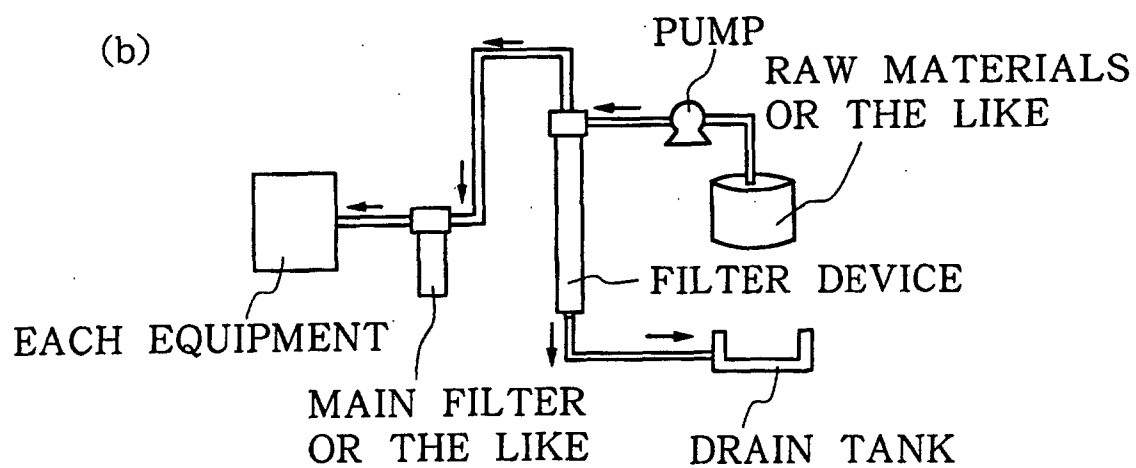 (b)
PUMP
RAW MATERIALS
OR THE LIKE
FILTER DEVICE
EACH EQUIPMENT
MAIN FILTER
OR THE LIKE
DRAIN TANK